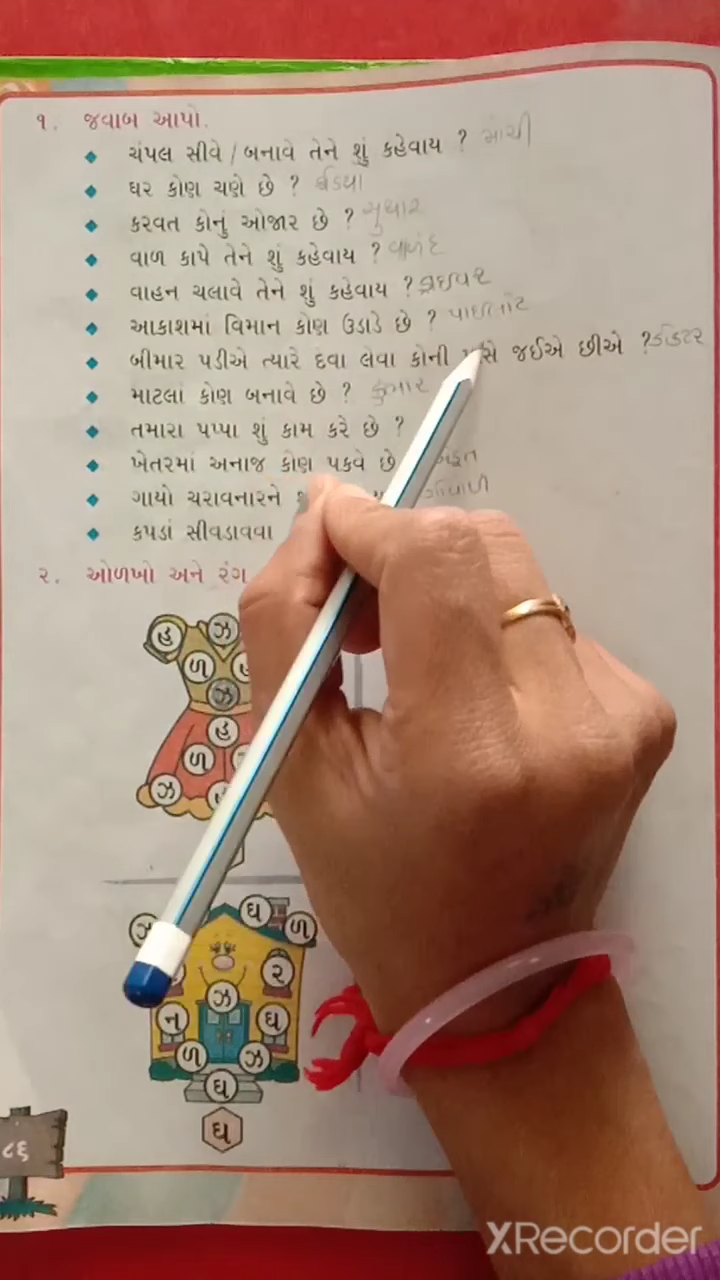 ૧. જવાબ આપો.
ચંપલ સીવે / બનાવે તેને શું કહેવાય ? મોચી
ઘર કોણ ચણે છે ? કડિયા
કરવત કોનું ઓજાર છે ? સુથાર
વાળ કાપે તેને શું કહેવાય ? વાળંદ
વાહન ચલાવે તેને શું કહેવાય ? ડ્રાઇવર
આકાશમાં વિમાન કોણ ઉડાડે છે ? પાઇલોટ
બીમાર પડીએ ત્યારે દવા લેવા કોની પાસે જઈએ છીએ ? ડૉક્ટર
માટલાં કોણ બનાવે છે ? કુંભાર
તમારા પપ્પા શું કામ કરે છે ?
ખેતરમાં અનાજ કોણ પકવે છે
ગાયો ચરાવનારને ગોવાળ
કપડાં સીવડાવવા
૨. ઓળખો અને રંગ
હ ઝ
ળ
ઝ
હ
ળ
ઝ
ઘ
ળ
ર
ઝ
ન ઘ
ળ ઝ
ઘ
ઘ
૮૬
XRecorder